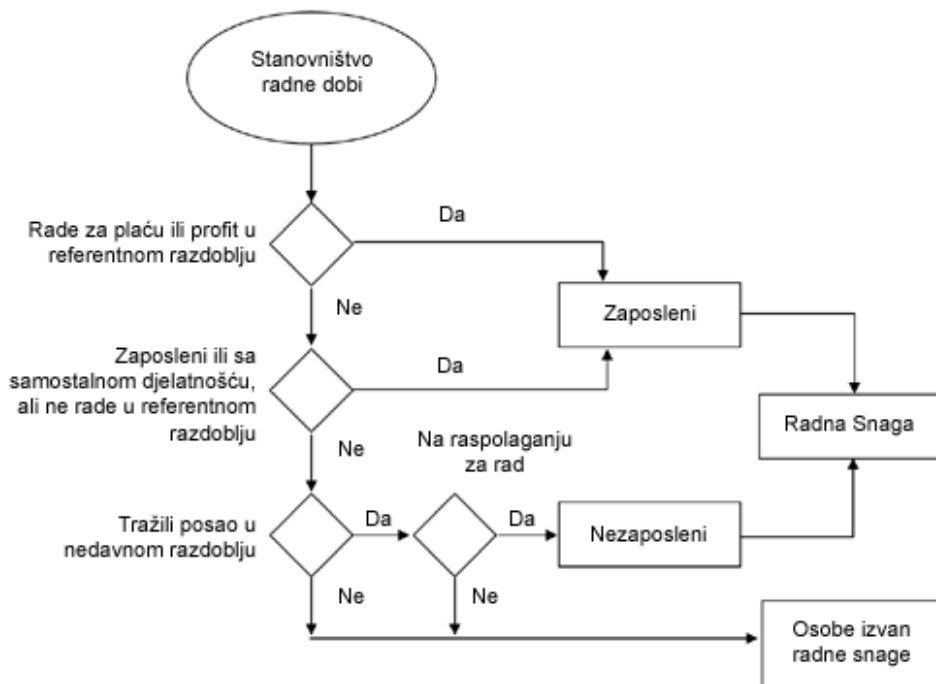 Stanovništvo
radne dobi
Rade za plaću ili profit u
referentnom razdoblju
Da
Ne
Zaposleni
Zaposleni ili sa
samostalnom djelatnošću,
ali ne rade u referentnom
razdoblju
Da
Ne
Radna Snaga
Na raspolaganju
za rad
Tražili posao u
nedavnom razdoblju
Da
Da
Nezaposleni
Ne
Ne
Osobe izvan
radne snage